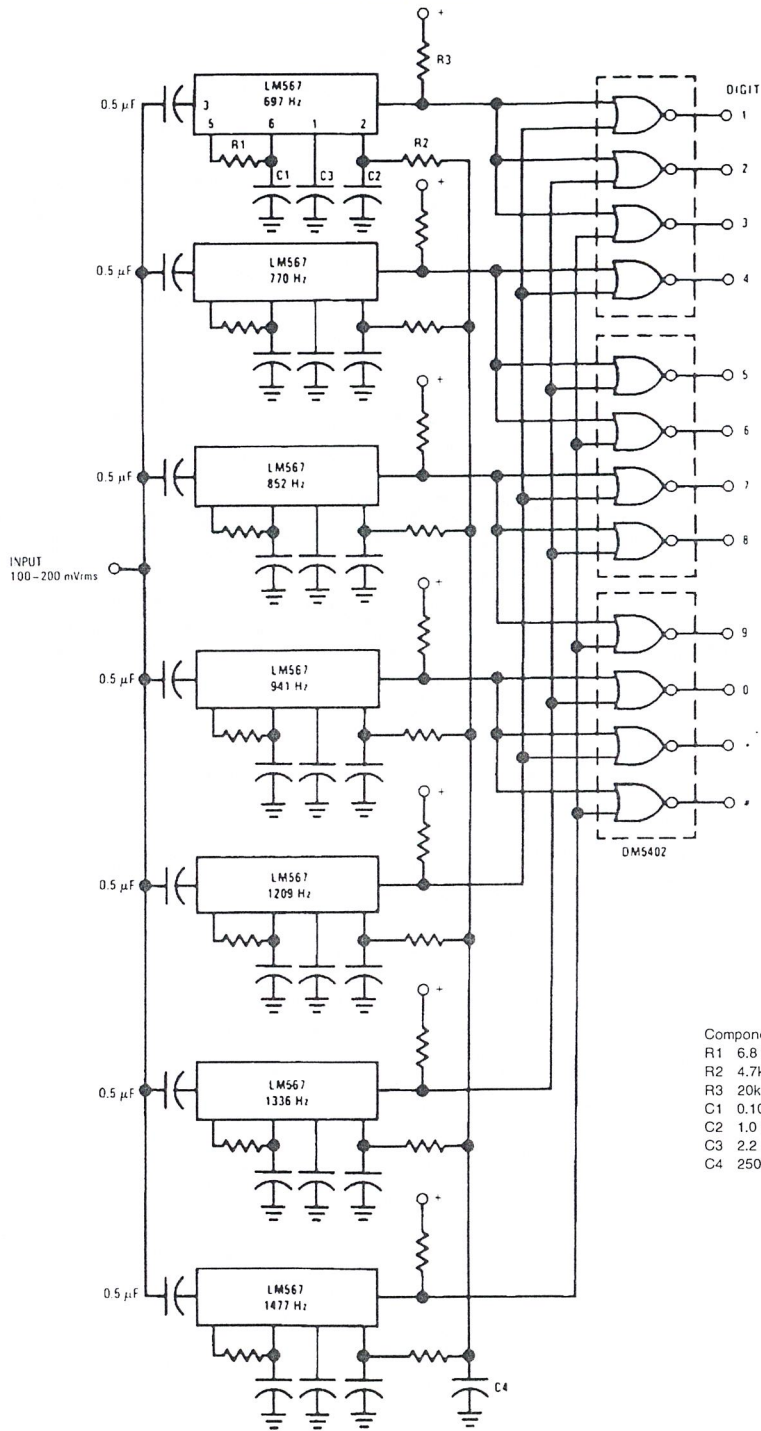 +
R3
LM567
697 Hz
0.5 µF
3
5
6
1
2
R1
R2
C1
C3
C2
DIGIT
1
2
3
4
+
LM567
770 Hz
0.5 µF
5
6
+
LM567
852 Hz
0.5 µF
7
8
INPUT
100–200 mVrms
+
LM567
941 Hz
0.5 µF
9
0
DM5402
+
LM567
1209 Hz
0.5 µF
+
LM567
1336 Hz
0.5 µF
Compon
R1 6.8
R2 4.7k
R3 20k
C1 0.10
C2 1.0
C3 2.2
C4 250
+
LM567
1477 Hz
0.5 µF
C4